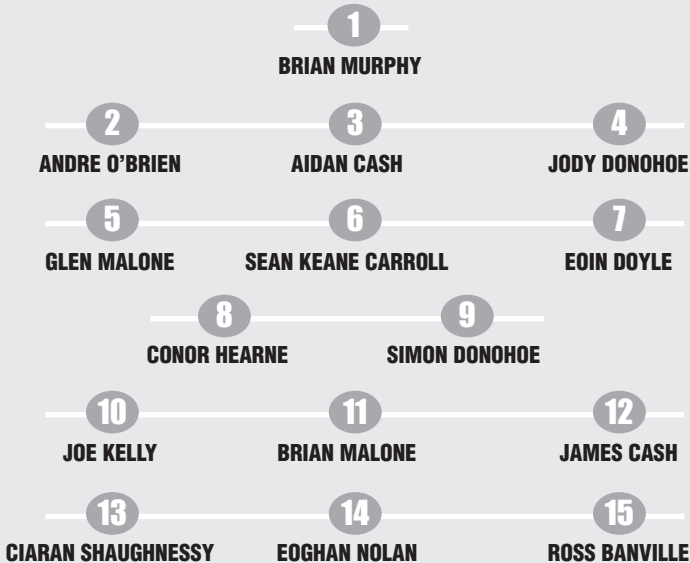 1
BRIAN MURPHY
2 3 4
ANDRE O’BRIEN AIDAN CASH JODY DONOHOE
5 6 7
GLEN MALONE SEAN KEANE CARROLL EOIN DOYLE
8 9
CONOR HEARNE SIMON DONOHOE
10 11 12
JOE KELLY BRIAN MALONE JAMES CASH
13 14 15
CIARAN SHAUGHNESSY EOGHAN NOLAN ROSS BANVILLE